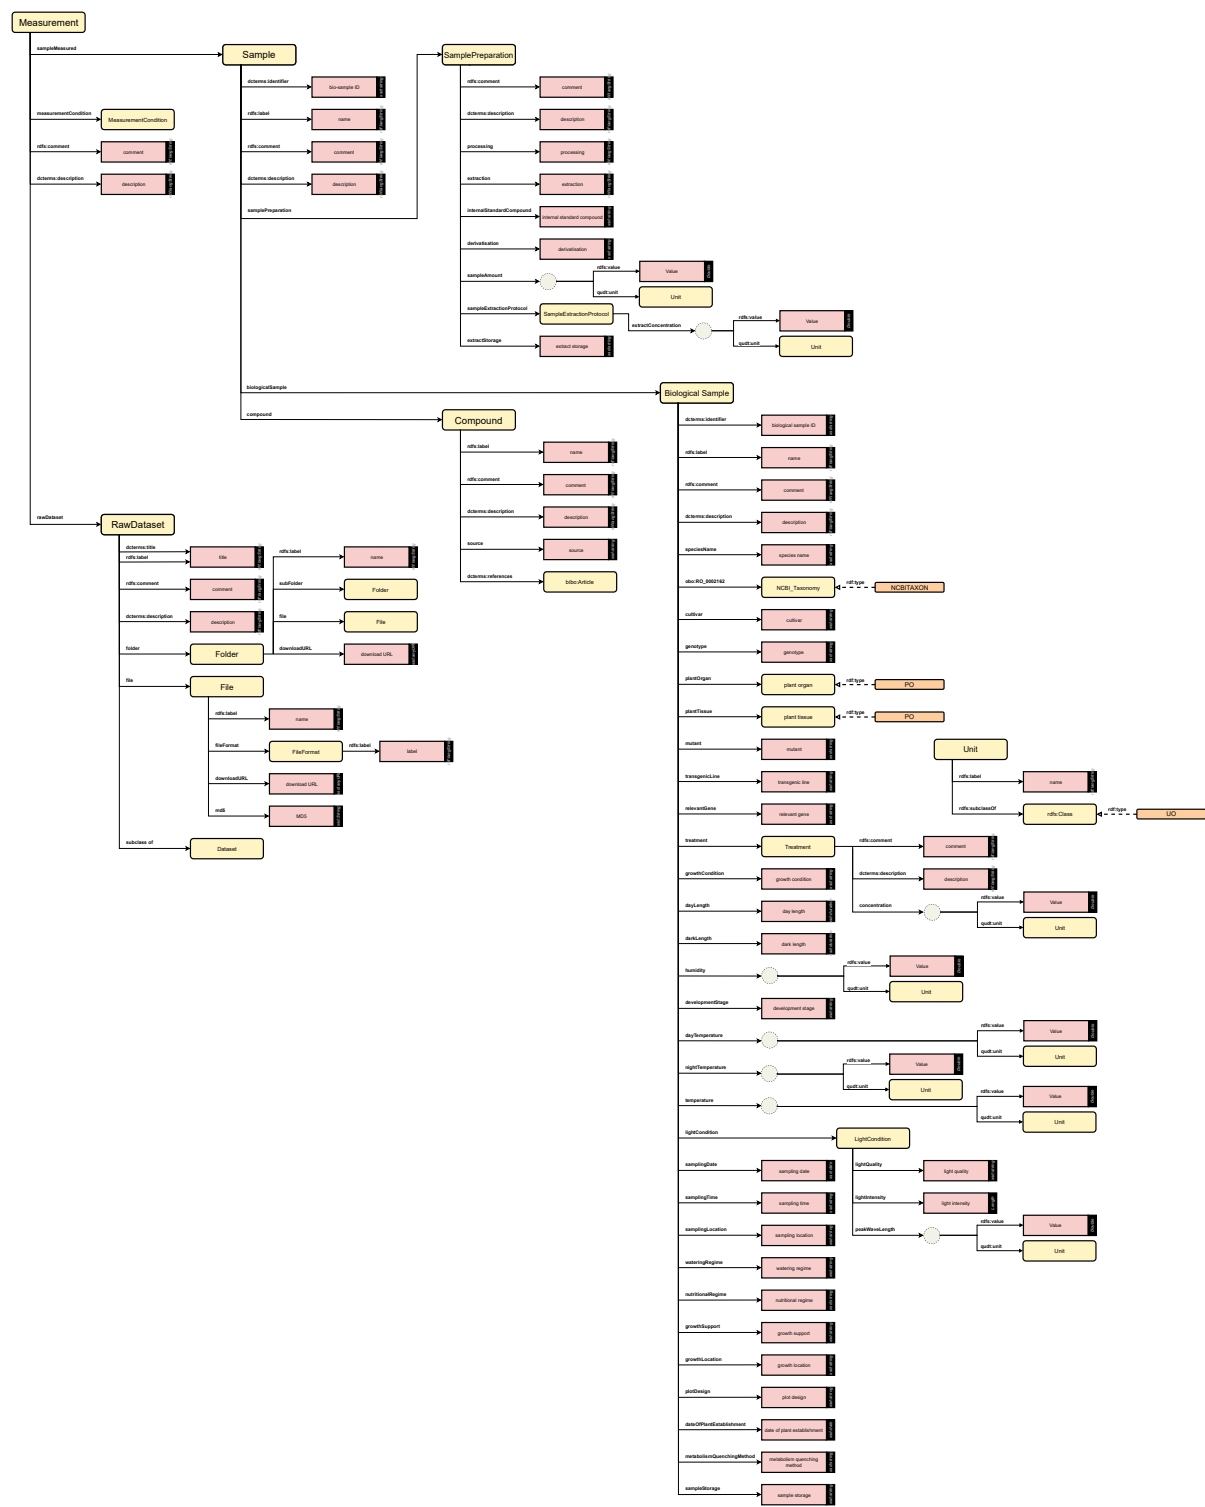 Measurement
sampleMeasured
Sample
SamplePreparation
dcterms:identifier
bio-sample ID
rdfs:label
name
rdfs:comment
comment
dcterms:description
description
samplePreparation
measurementCondition
MeasurementCondition
rdfs:comment
comment
dcterms:description
description
rdfs:comment
comment
dcterms:description
description
processing
processing
extraction
extraction
internalStandardCompound
internal standard compound
derivatisation
derivatisation
sampleAmount
rdfs:value
Value
Double
qudt:unit
Unit
sampleExtractionProtocol
SampleExtractionProtocol
extractConcentration
rdfs:value
Value
Double
qudt:unit
Unit
extractStorage
extract storage
biologicalSample
Biological Sample
compound
Compound
rdfs:label
name
rdfs:comment
comment
dcterms:description
description
source
source
dcterms:references
bibo:Article
rawDataset
RawDataset
dcterms:title
rdfs:label
title
rdfs:comment
comment
dcterms:description
description
folder
Folder
rdfs:label
name
subFolder
Folder
file
File
downloadURL
download URL
file
File
rdfs:label
name
fileFormat
FileFormat
rdfs:label
label
downloadURL
download URL
md5
MD5
subclass of
Dataset
dcterms:identifier
biological sample ID
rdfs:label
name
rdfs:comment
comment
dcterms:description
description
speciesName
species name
obo:RO_0002162
NCBI_Taxonomy
rdf:type
NCBITAXON
cultivar
cultivar
genotype
genotype
plantOrgan
plant organ
rdf:type
PO
plantTissue
plant tissue
rdf:type
PO
mutant
mutant
transgenicLine
transgenic line
relevantGene
relevant gene
Unit
rdfs:label
name
rdfs:subclassOf
rdfs:Class
rdf:type
UO
treatment
Treatment
rdfs:comment
comment
dcterms:description
description
concentration
rdfs:value
Value
Double
qudt:unit
Unit
growthCondition
growth condition
dayLength
day length
darkLength
dark length
humidity
rdfs:value
Value
Double
qudt:unit
Unit
developmentStage
development stage
dayTemperature
rdfs:value
Value
Double
qudt:unit
Unit
nightTemperature
rdfs:value
Value
Double
qudt:unit
Unit
temperature
rdfs:value
Value
Double
qudt:unit
Unit
lightCondition
LightCondition
lightQuality
light quality
lightIntensity
light intensity
peakWaveLength
rdfs:value
Value
Double
qudt:unit
Unit
samplingDate
sampling date
samplingTime
sampling time
samplingLocation
sampling location
wateringRegime
watering regime
nutritionalRegime
nutritional regime
growthSupport
growth support
growthLocation
growth location
plotDesign
plot design
dateOfPlantEstablishment
date of plant establishment
metabolismQuenchingMethod
metabolism quenching
method
sampleStorage
sample storage